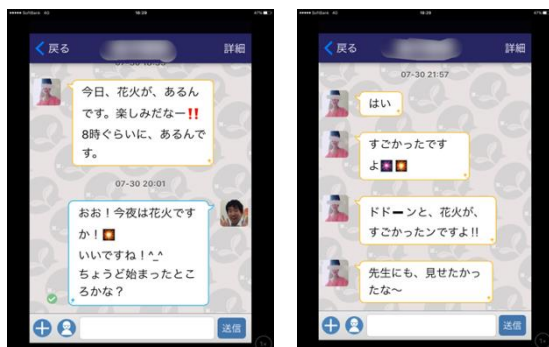 16:28
戻る
詳細
今日、花火が、あるん
です。楽しみだなー‼
8時ぐらいに、あるんで
す。
07-30 20:01
おお！今夜は花火です
か！🎆
いいですね！^_^
ちょうど始まったとこ
ろかな？
送信
戻る
詳細
07-30 21:57
はい
すごかったです
よ🎆🎇
ドドーンと、花火が、
すごかったンですよ!!
先生にも、見せたかっ
たな〜
送信